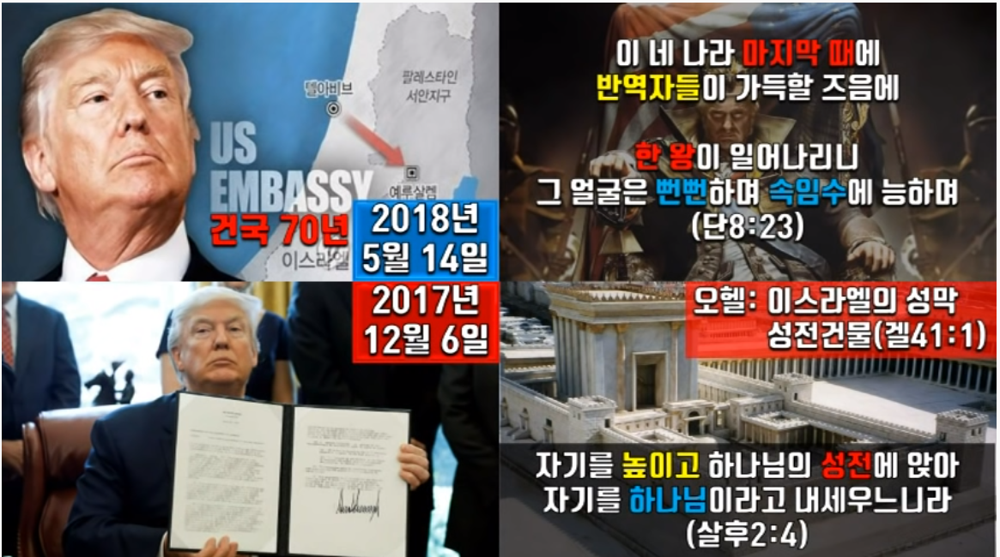 US
EMBASSY
건국 70년
이스라엘
텔아비브
팔레스타인
서안지구
예루살렘
2018년
5월 14일
이 네 나라 마지막 때에
반역자들이 가득할 즈음에
한 왕이 일어나리니
그 얼굴은 뻔뻔하며 속임수에 능하며
(단8:23)
2017년
12월 6일
오헬: 이스라엘의 성막
성전건물(겔41:1)
자기를 높이고 하나님의 성전에 앉아
자기를 하나님이라고 내세우느니라
(살후2:4)